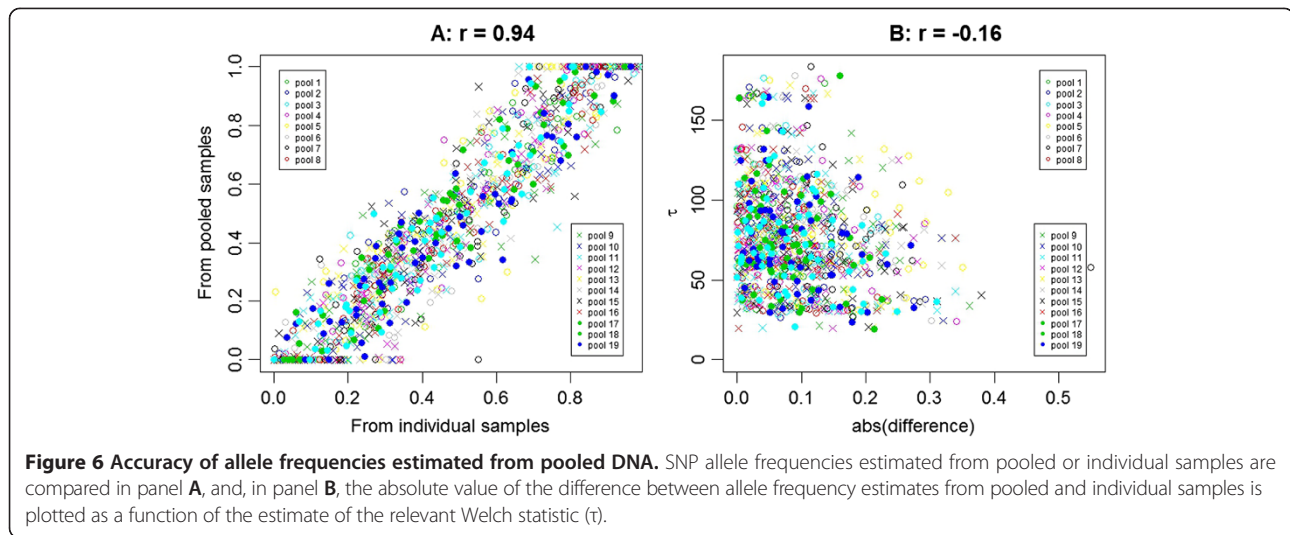 A: r = 0.94
From pooled samples
1.0
0.8
0.6
0.4
0.2
0.0
pool 1
pool 2
pool 3
pool 4
pool 5
pool 6
pool 7
pool 8
pool 9
pool 10
pool 11
pool 12
pool 13
pool 14
pool 15
pool 16
pool 17
pool 18
pool 19
0.0 0.2 0.4 0.6 0.8
From individual samples
B: r = -0.16
τ
150
100
50
0
pool 1
pool 2
pool 3
pool 4
pool 5
pool 6
pool 7
pool 8
pool 9
pool 10
pool 11
pool 12
pool 13
pool 14
pool 15
pool 16
pool 17
pool 18
pool 19
0.0 0.1 0.2 0.3 0.4 0.5
abs(difference)
Figure 6 Accuracy of allele frequencies estimated from pooled DNA. SNP allele frequencies estimated from pooled or individual samples are
compared in panel A, and, in panel B, the absolute value of the difference between allele frequency estimates from pooled and individual samples is
plotted as a function of the estimate of the relevant Welch statistic (τ).